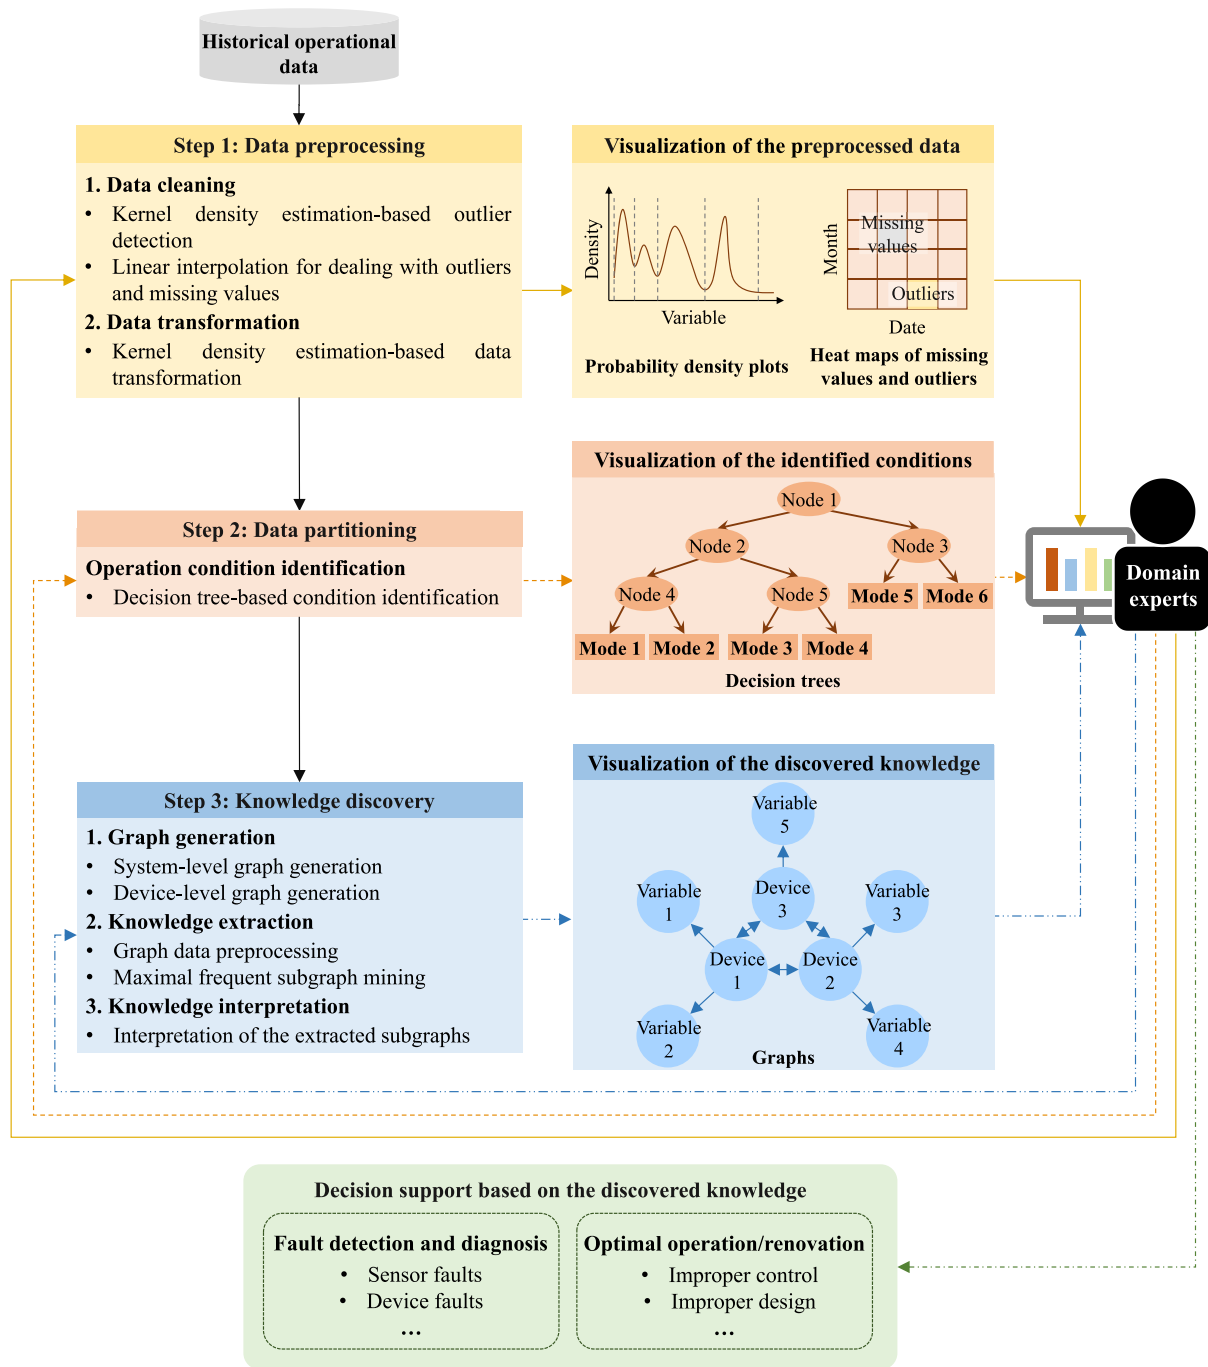 Historical operational
data
Step 1: Data preprocessing
1. Data cleaning
• Kernel density estimation-based outlier
detection
• Linear interpolation for dealing with outliers
and missing values
2. Data transformation
• Kernel density estimation-based data
transformation
Visualization of the preprocessed data
Density
Variable
Probability density plots
Month
Missing
values
Outliers
Date
Heat maps of missing
values and outliers
Step 2: Data partitioning
Operation condition identification
• Decision tree-based condition identification
Visualization of the identified conditions
Node 1
Node 2
Node 3
Node 4
Node 5
Mode 5
Mode 6
Mode 1
Mode 2
Mode 3
Mode 4
Decision trees
Domain
experts
Step 3: Knowledge discovery
1. Graph generation
• System-level graph generation
• Device-level graph generation
2. Knowledge extraction
• Graph data preprocessing
• Maximal frequent subgraph mining
3. Knowledge interpretation
• Interpretation of the extracted subgraphs
Visualization of the discovered knowledge
Variable
5
Variable
1
Device
3
Variable
3
Device
1
Device
2
Variable
2
Variable
4
Graphs
Decision support based on the discovered knowledge
Fault detection and diagnosis
• Sensor faults
• Device faults
...
Optimal operation/renovation
• Improper control
• Improper design
...